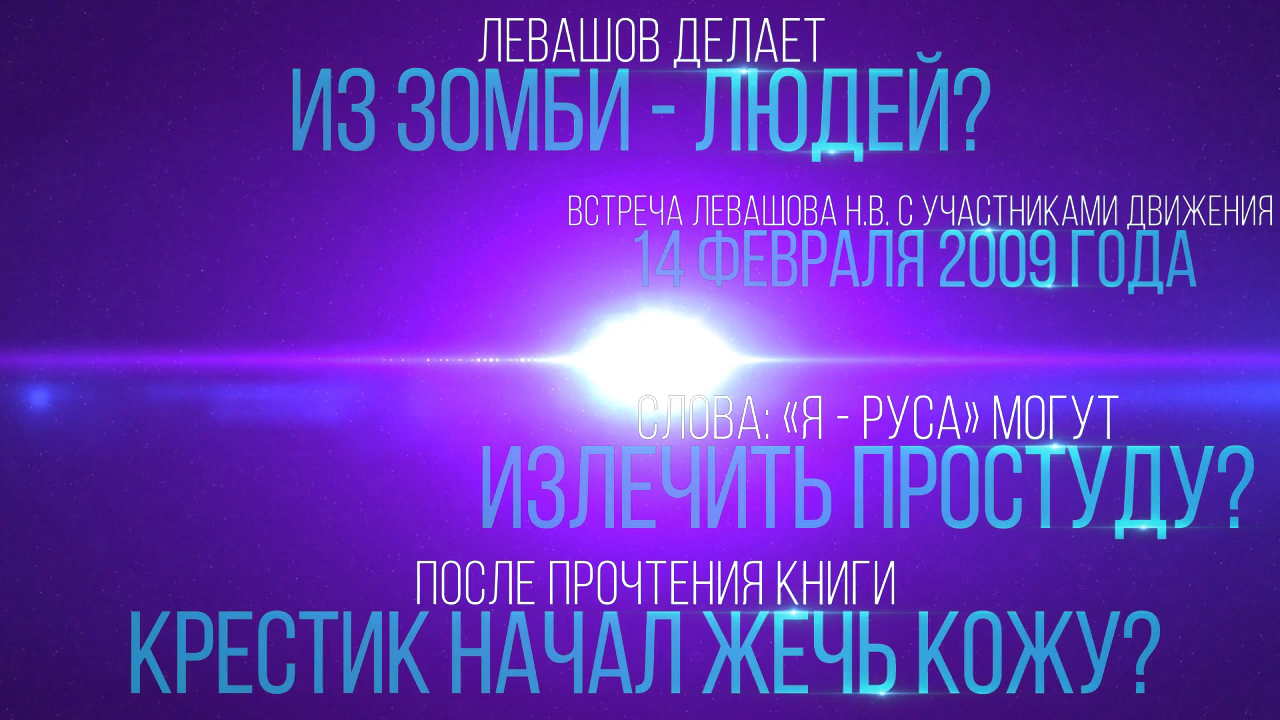 ЛЕВАШОВ ДЕЛАЕТ
ИЗ ЗОМБИ - ЛЮДЕЙ?
ВСТРЕЧА ЛЕВАШОВА Н.В. С УЧАСТНИКАМИ ДВИЖЕНИЯ
14 ФЕВРАЛЯ 2009 ГОДА
СЛОВА: «Я - РУСА» МОГУТ
ИЗЛЕЧИТЬ ПРОСТУДУ?
ПОСЛЕ ПРОЧТЕНИЯ КНИГИ
КРЕСТИК НАЧАЛ ЖЕЧЬ КОЖУ?